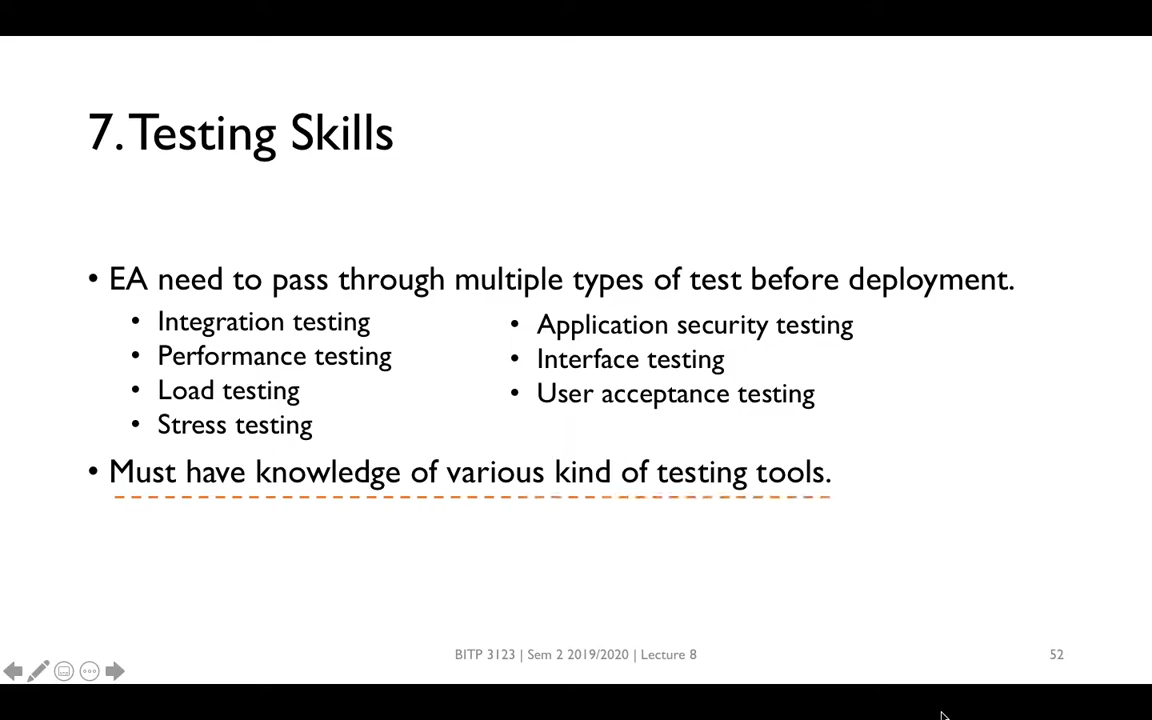 7. Testing Skills
• EA need to pass through multiple types of test before deployment.
• Integration testing
• Performance testing
• Load testing
• Stress testing
• Application security testing
• Interface testing
• User acceptance testing
• Must have knowledge of various kind of testing tools.
BITP 3123 | Sem 2 2019/2020 | Lecture 8
52